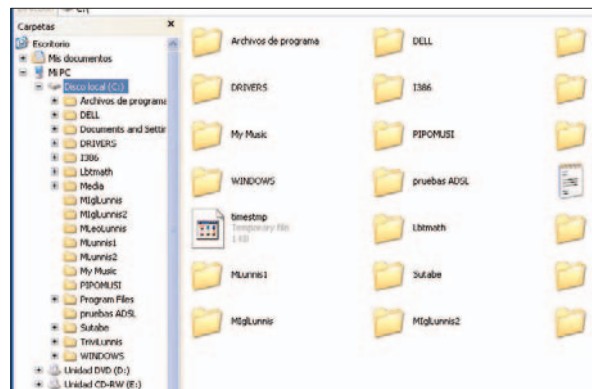 Carpetas
Escritorio
Mis documentos
Mi PC
Disco local (C:)
Archivos de programa
DELL
Documents and Settin
DRIVERS
I386
Lbtmath
Media
MIglLunnis
MIglLunnis2
MLeoLunnis
MLunnis1
MLunnis2
My Music
PIPOMUSI
Program Files
pruebas ADSL
Sutabe
TriviLunnis
WINDOWS
Unidad DVD (D:)
Unidad CD-RW (E:)
Archivos de programa
DELL
DRIVERS
I386
My Music
PIPOMUSI
WINDOWS
pruebas ADSL
timestmp
Temporary file
1 KB
Lbtmath
MLunnis1
Sutabe
MIglLunnis
MIglLunnis2